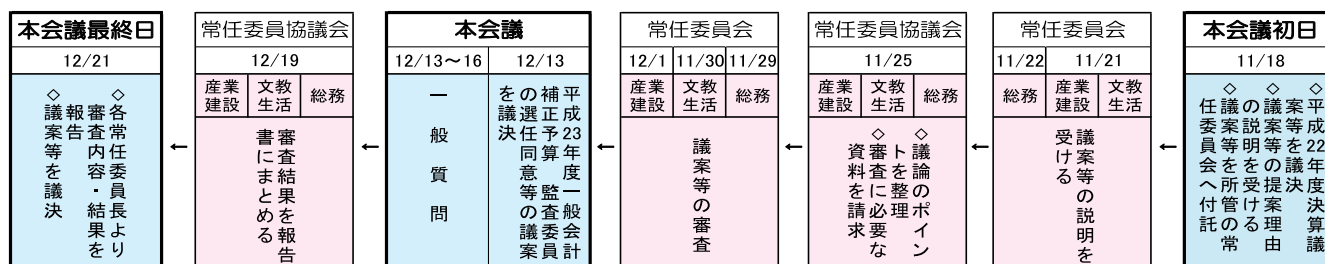 本会議初日
11/18
◇平成22年度決算議
案等を議決
◇議案等の提案理由
の説明を受ける
◇議案等を所管の常
任委員会へ付託
←
常任委員会
11/21
文教
生活
産業
建設
11/22
総務
議案等の説明を
受ける
←
常任委員協議会
11/25
総務
文教
生活
産業
建設
◇議論のポイン
トを整理
◇審査に必要な
資料を請求
←
常任委員会
11/29
総務
11/30
文教
生活
12/1
産業
建設
議案等の審査
←
本会議
12/13
平成23年度一般会計
補正予算 監査委員
の選任同意等の議案
を議決
12/13～16
一般質問
←
常任委員協議会
12/19
総務
文教
生活
産業
建設
審査結果を報告
書にまとめる
←
本会議最終日
12/21
◇各常任委員長より
審査内容・結果を
報告
◇議案等を議決